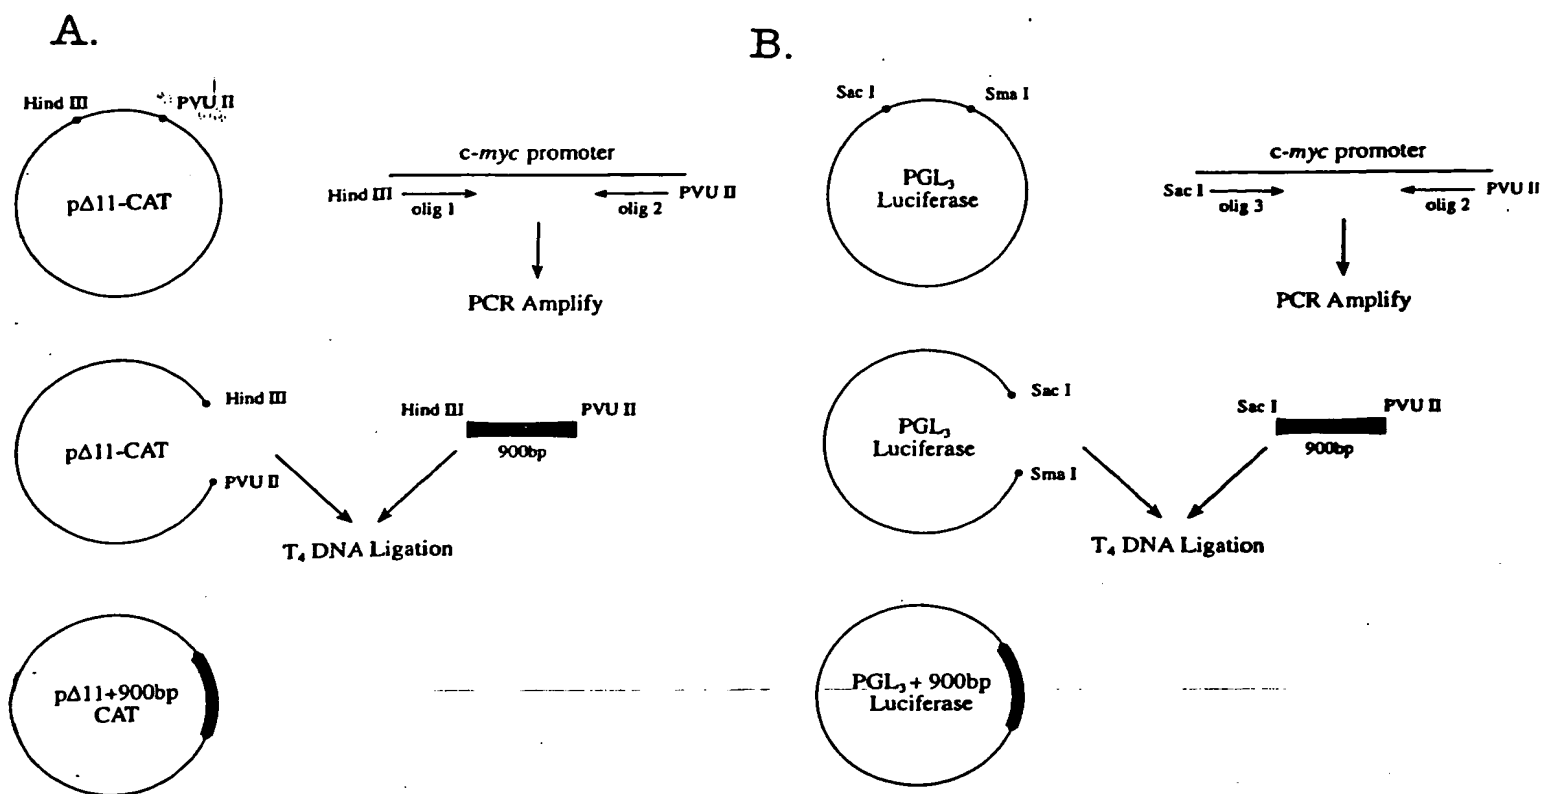 A.
Hind III
PVU II
pΔ11-CAT
c-myc promoter
Hind III
olig 1
olig 2
PVU II
PCR Amplify
pΔ11-CAT
Hind III
PVU II
Hind III
PVU II
900bp
T₄ DNA Ligation
pΔ11+900bp
CAT
B.
Sac I
Sma I
PGL₃
Luciferase
c-myc promoter
Sac I
olig 3
olig 2
PVU II
PCR Amplify
PGL₃
Luciferase
Sac I
Sma I
Sac I
PVU II
900bp
T₄ DNA Ligation
PGL₃ + 900bp
Luciferase